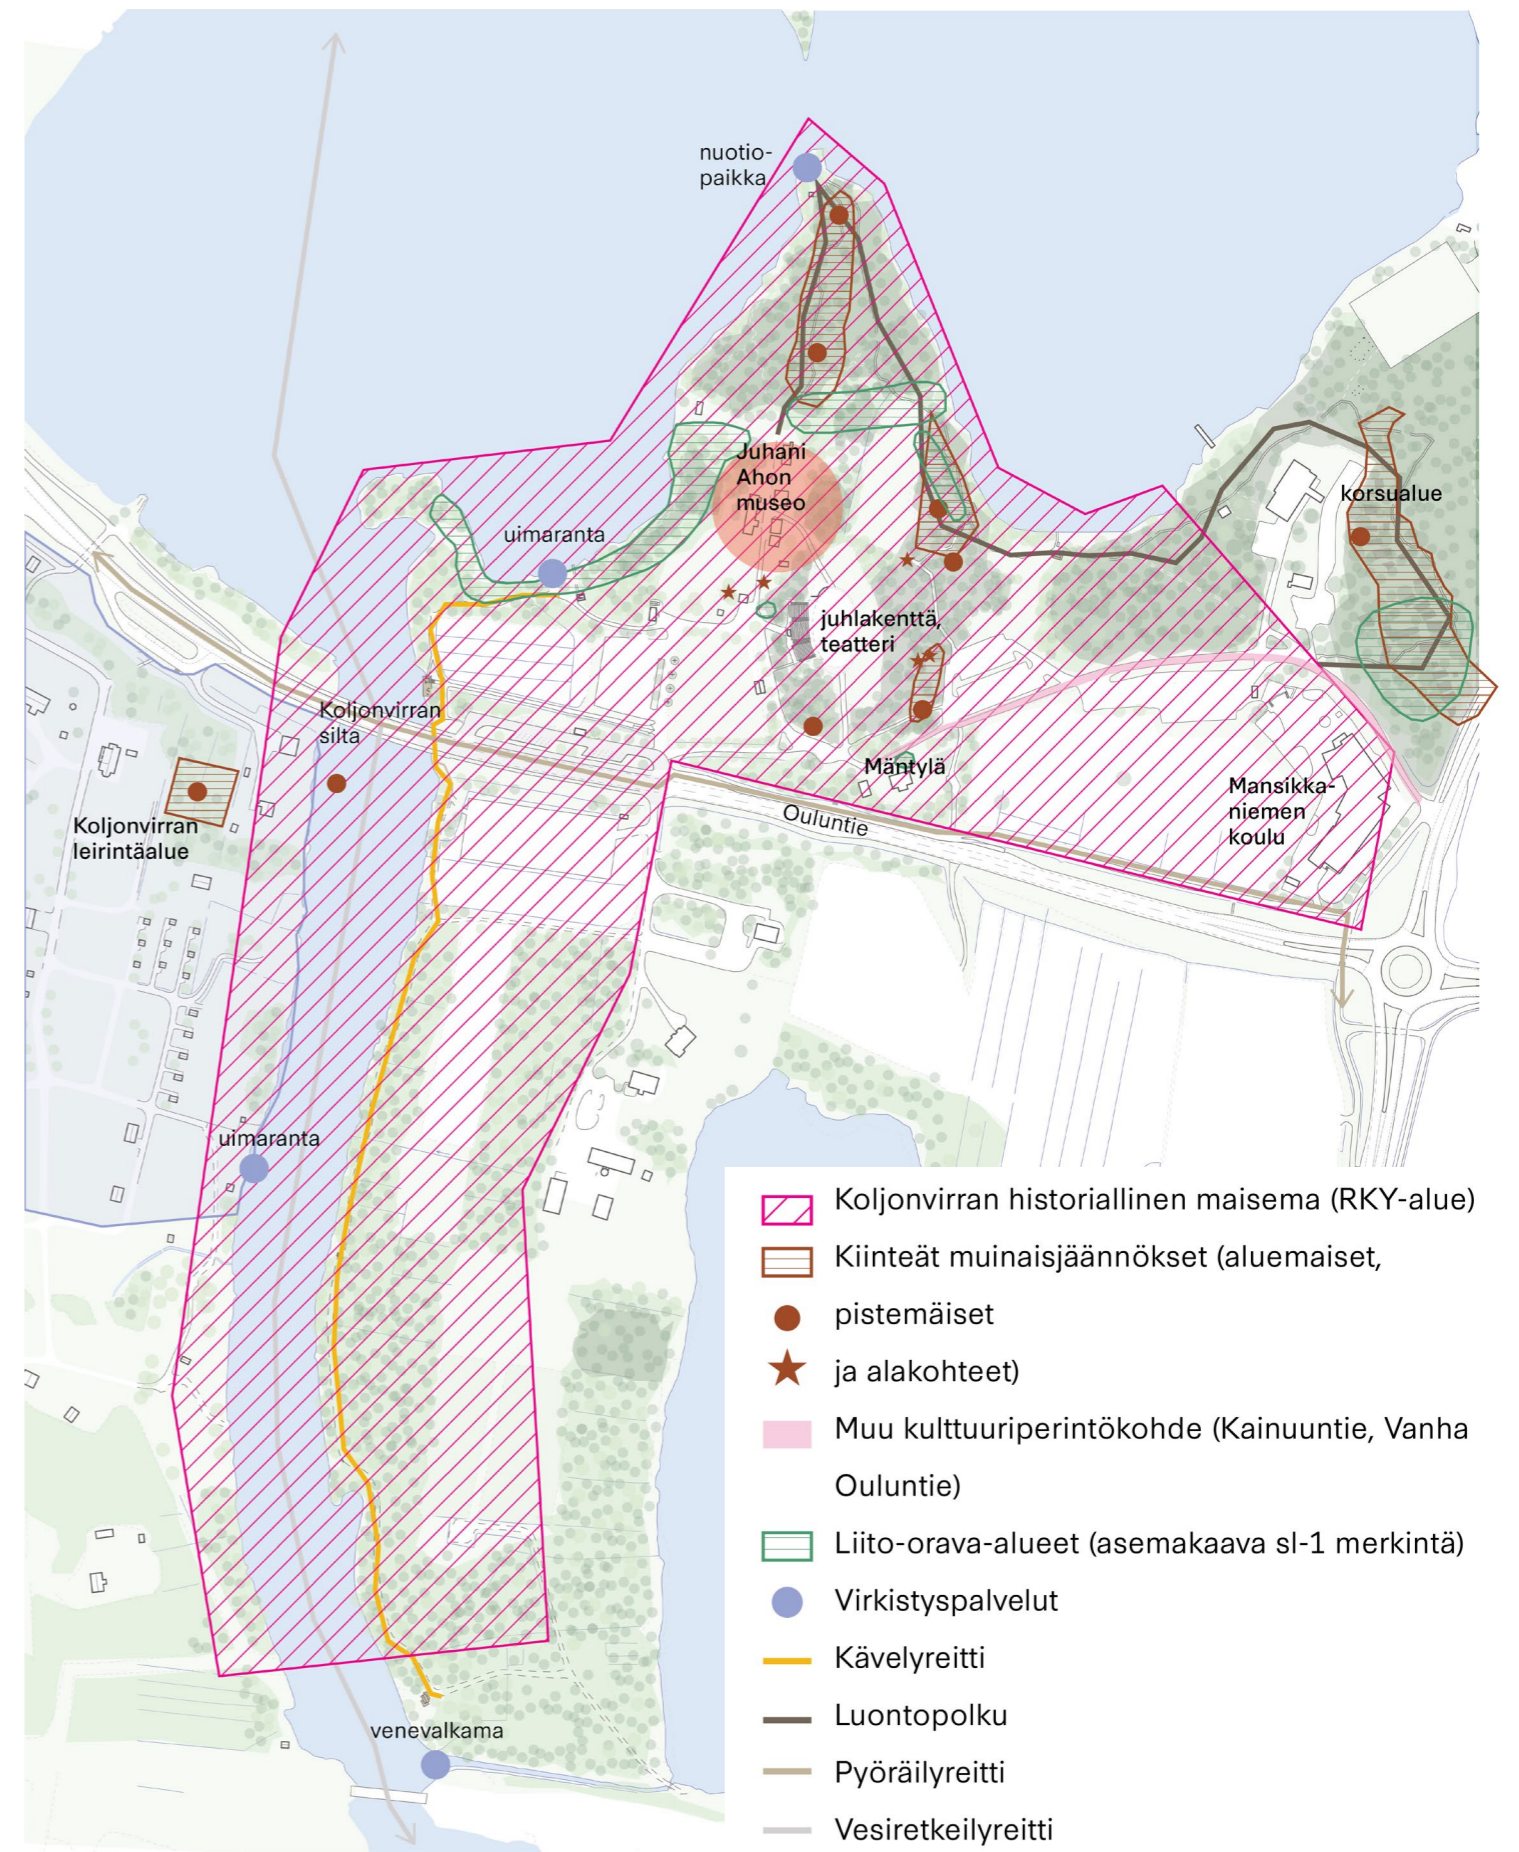 nuotio-
paikka
Juhani
Ahon
museo
korsualue
uimaranta
juhlakenttä,
teatteri
Koljonvirran
silta
Mäntylä
Mansikka-
niemen
koulu
Ouluntie
Koljonvirran
leirintäalue
uimaranta
venevalkama
Koljonvirran historiallinen maisema (RKY-alue)
Kiinteät muinaisjäännökset (aluemaiset,
pistemäiset
ja alakohteet)
Muu kulttuuriperintökohde (Kainuuntie, Vanha
Ouluntie)
Liito-orava-alueet (asemakaava sl-1 merkintä)
Virkistyspalvelut
Kävelyreitti
Luontopolku
Pyöräilyreitti
Vesiretkeilyreitti